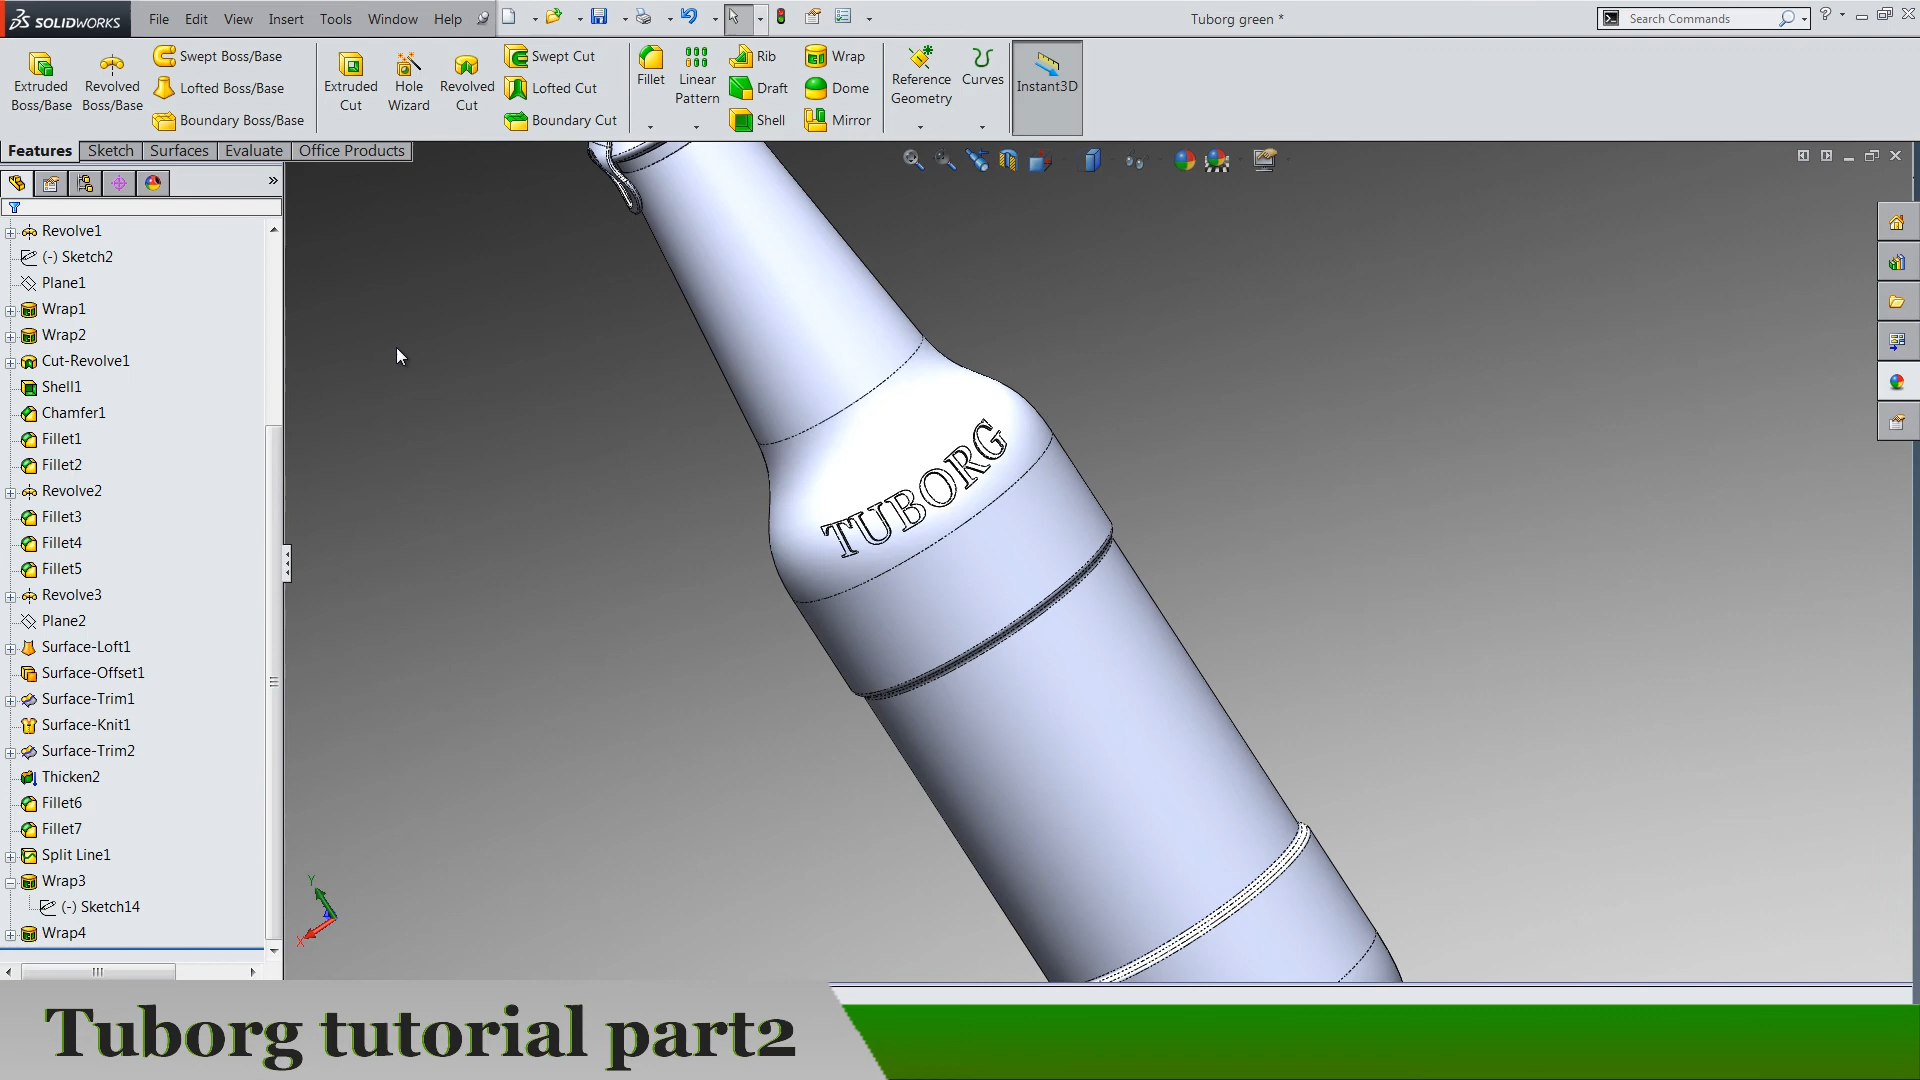 SOLIDWORKS File Edit View Insert Tools Window Help Tuborg green * Search Commands
Extruded Boss/Base
Revolved Boss/Base
Swept Boss/Base
Lofted Boss/Base
Boundary Boss/Base
Extruded Cut
Hole Wizard
Revolved Cut
Swept Cut
Lofted Cut
Boundary Cut
Fillet
Linear Pattern
Rib
Draft
Shell
Wrap
Dome
Mirror
Reference Geometry
Curves
Instant3D
Features Sketch Surfaces Evaluate Office Products
Revolve1
(-) Sketch2
Plane1
Wrap1
Wrap2
Cut-Revolve1
Shell1
Chamfer1
Fillet1
Fillet2
Revolve2
Fillet3
Fillet4
Fillet5
Revolve3
Plane2
Surface-Loft1
Surface-Offset1
Surface-Trim1
Surface-Knit1
Surface-Trim2
Thicken2
Fillet6
Fillet7
Split Line1
Wrap3
(-) Sketch14
Wrap4
TUBORG
Y
X
Tuborg tutorial part2